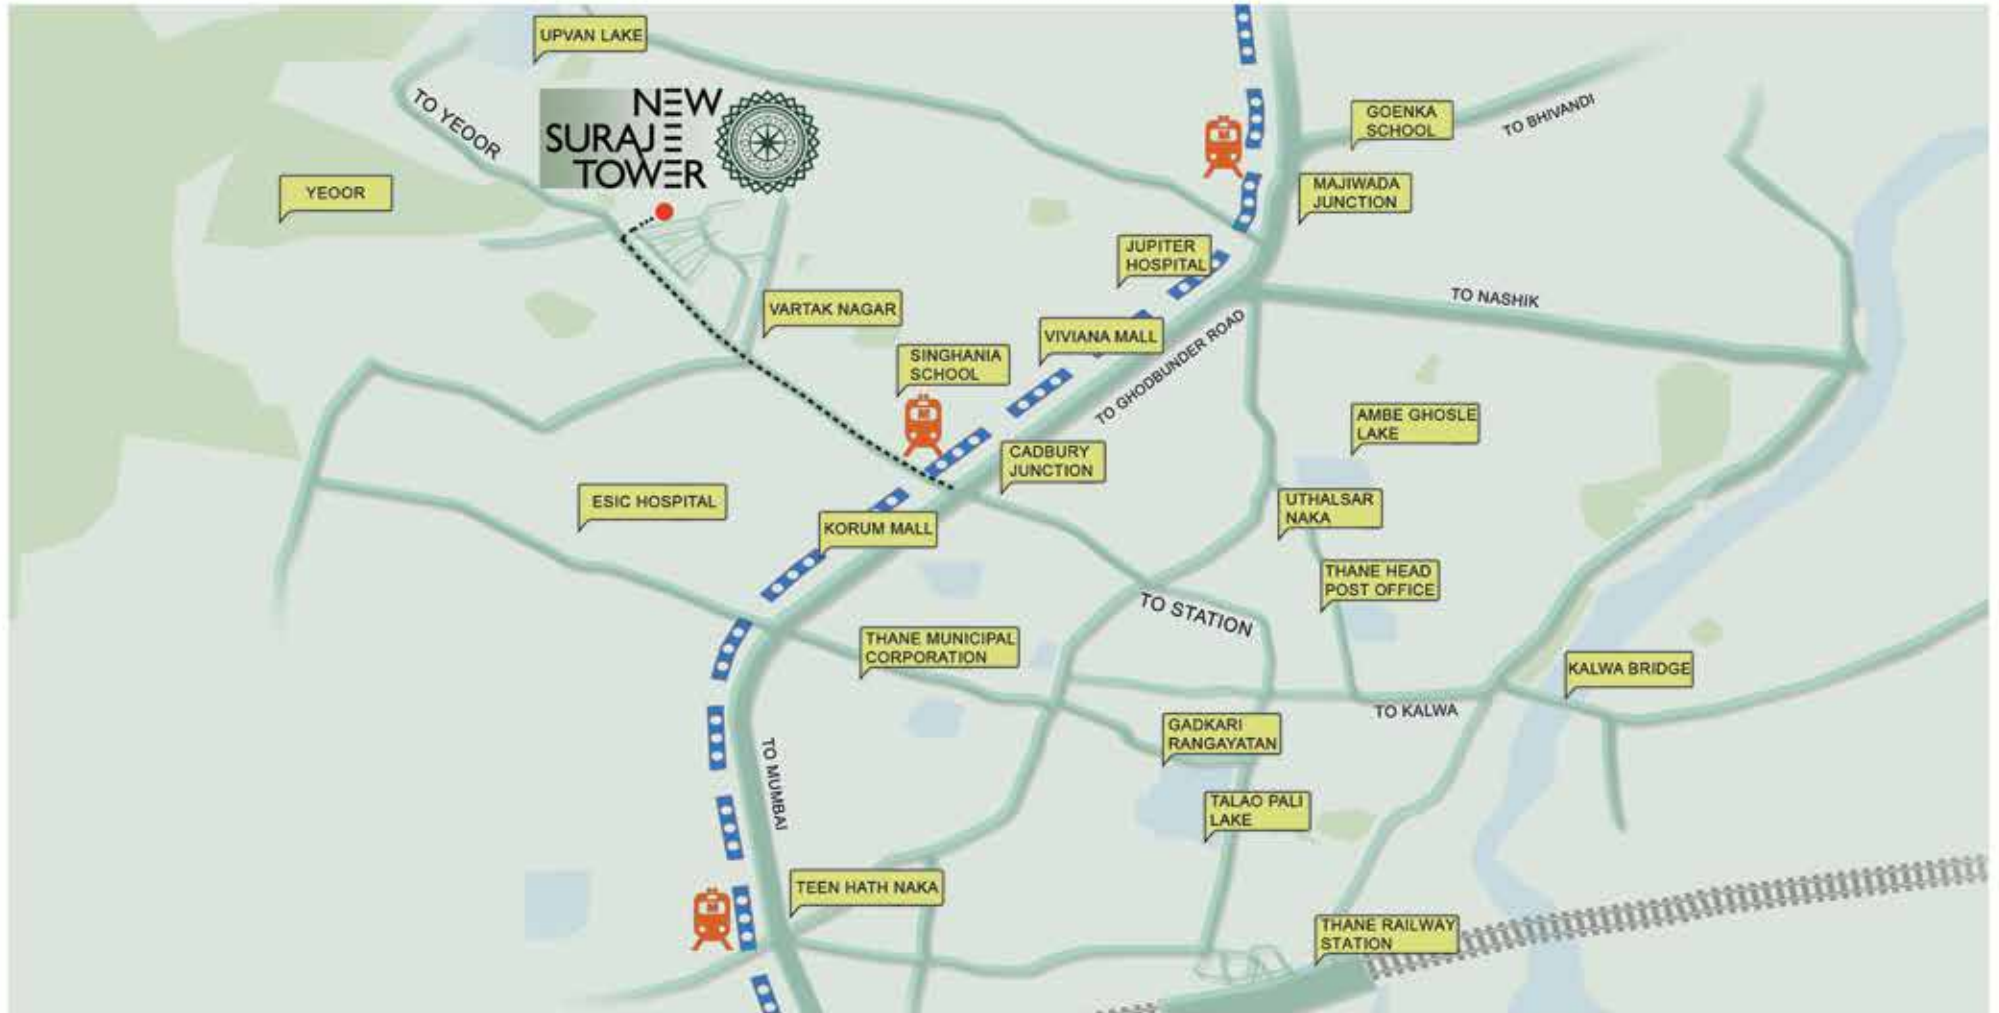 UPVAN LAKE
TO YEOOR
NEW
SURAJ
TOWER
YEOOR
GOENKA
SCHOOL
TO BHIVANDI
M
MAJIWADA
JUNCTION
JUPITER
HOSPITAL
VARTAK NAGAR
TO NASHIK
VIVIANA MALL
TO GHODBUNDER ROAD
SINGHANIA
SCHOOL
M
CADBURY
JUNCTION
AMBE GHOSLE
LAKE
ESIC HOSPITAL
KORUM MALL
UTHALSAR
NAKA
THANE HEAD
POST OFFICE
TO STATION
THANE MUNICIPAL
CORPORATION
KALWA BRIDGE
TO KALWA
GADKARI
RANGAYATAN
TO MUMBAI
TALAO PALI
LAKE
TEEN HATH NAKA
M
THANE RAILWAY
STATION